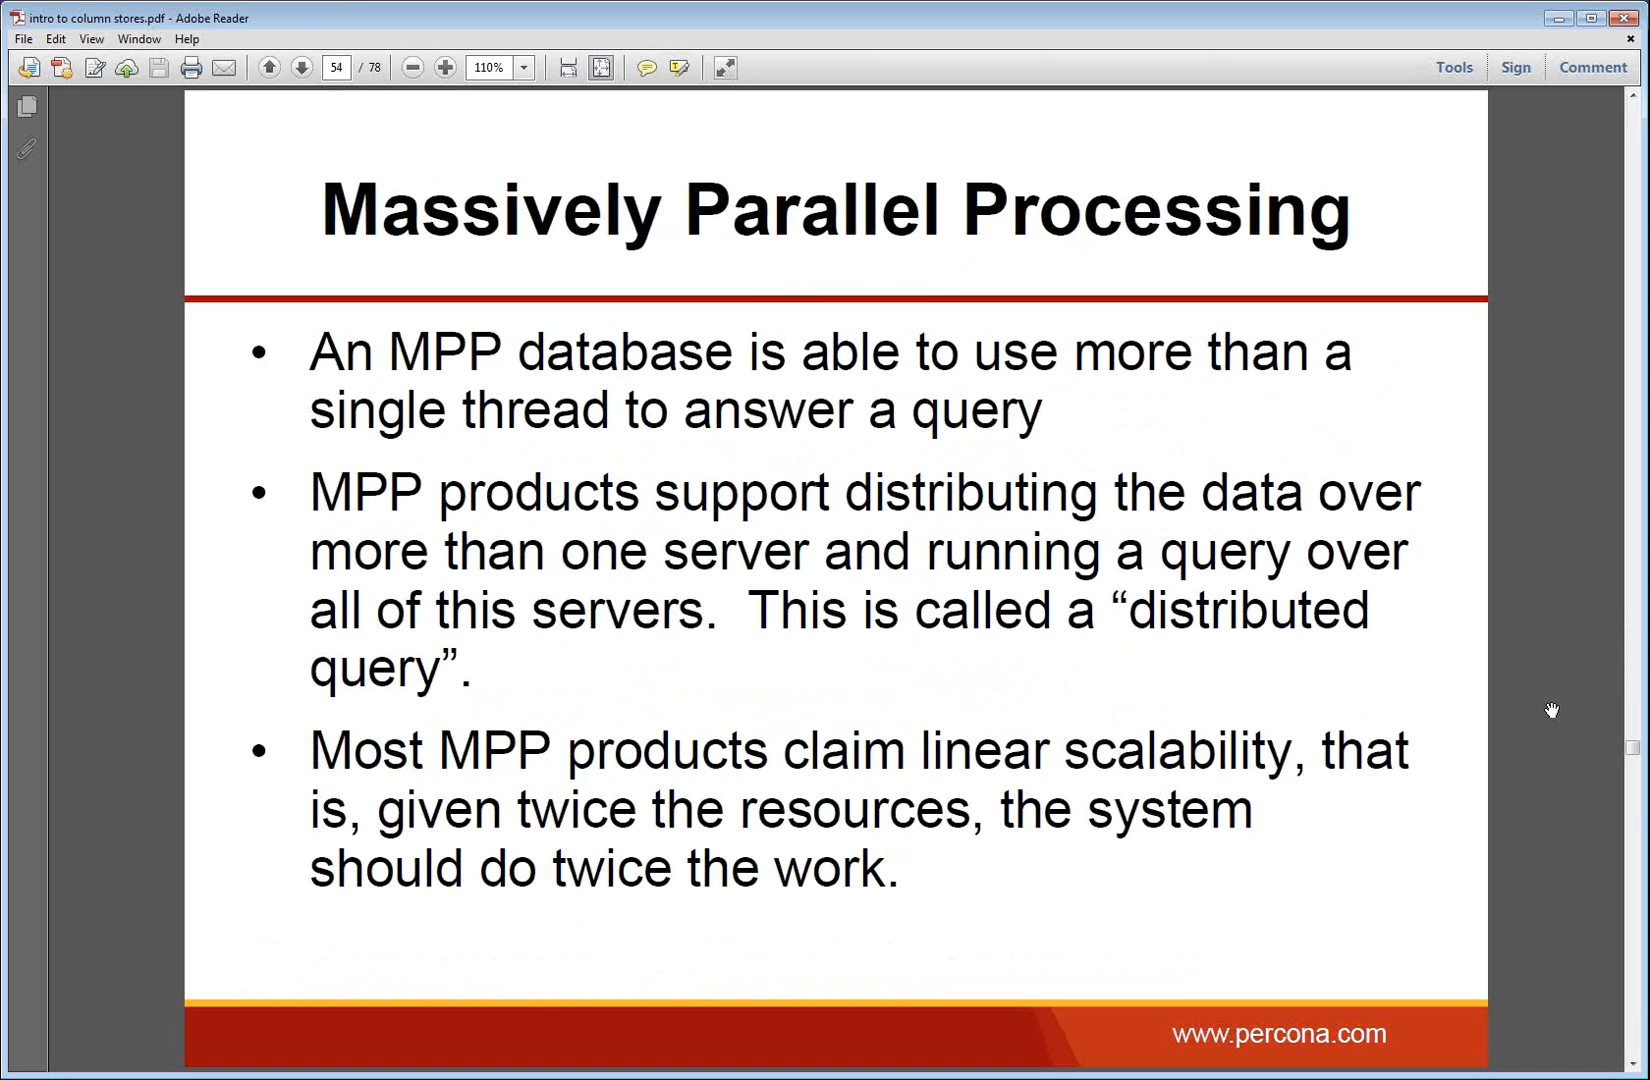 intro to column stores.pdf - Adobe Reader
File Edit View Window Help
54 / 78 110% Tools Sign Comment
Massively Parallel Processing
• An MPP database is able to use more than a
single thread to answer a query
• MPP products support distributing the data over
more than one server and running a query over
all of this servers.  This is called a “distributed
query”.
• Most MPP products claim linear scalability, that
is, given twice the resources, the system
should do twice the work.
www.percona.com